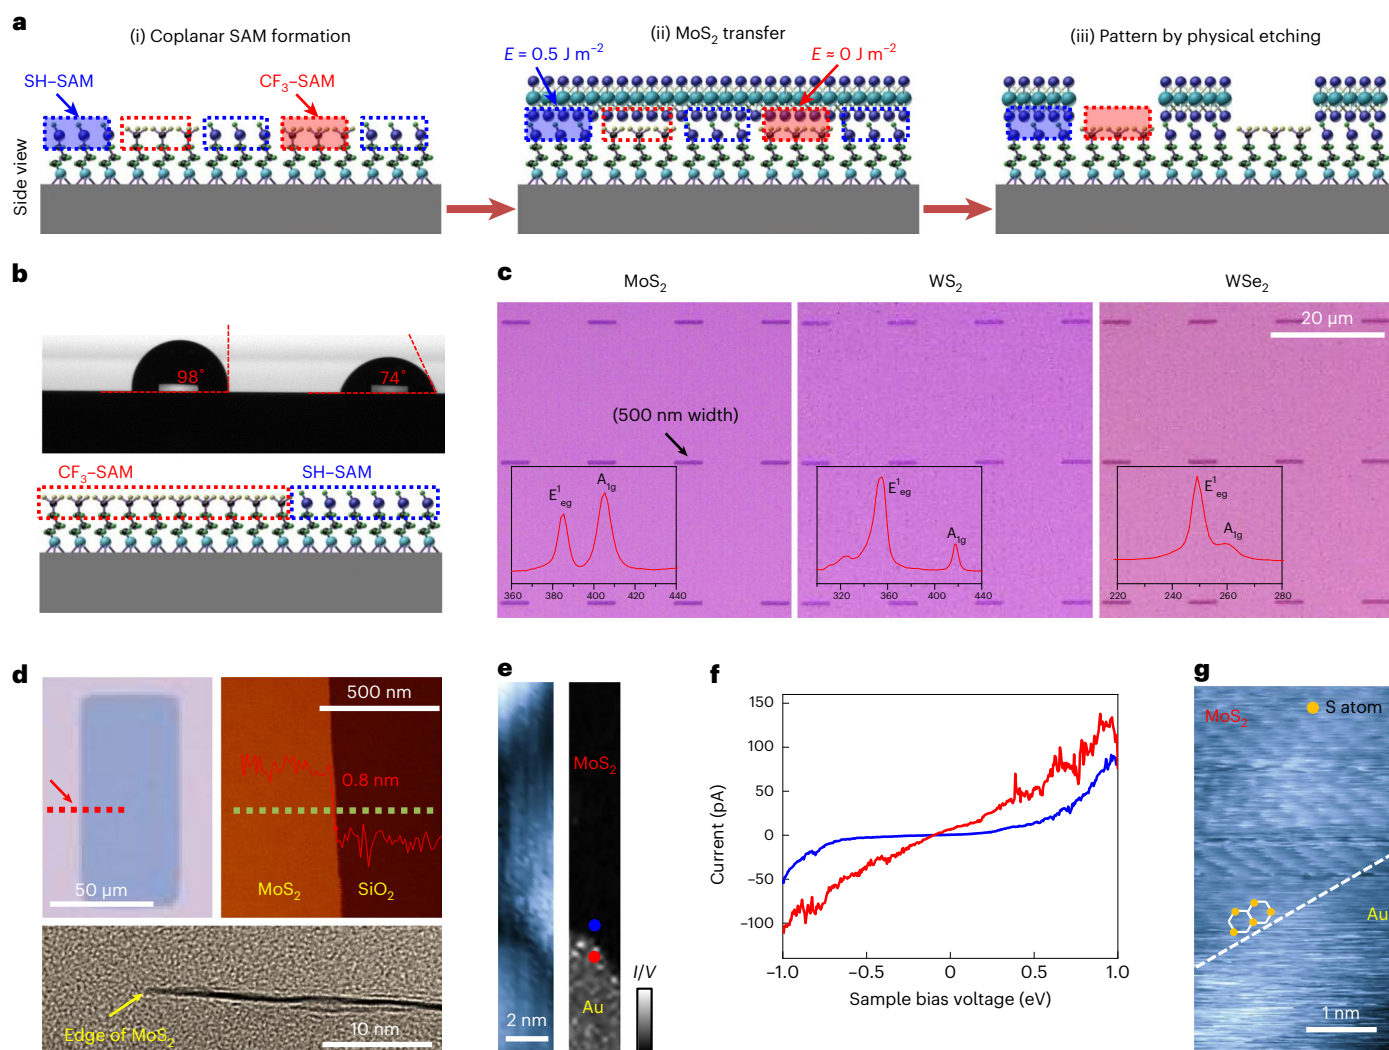 a
(i) Coplanar SAM formation
(ii) MoS2 transfer
(iii) Pattern by physical etching
SH–SAM
CF3–SAM
E = 0.5 J m−2
E ≈ 0 J m−2
Side view
b
98°
74°
CF3–SAM
SH–SAM
c
MoS2
WS2
WSe2
20 µm
(500 nm width)
E1eg
A1g
360 380 400 420 440
E1eg
A1g
320 360 400 440
E1eg
A1g
220 240 260 280
d
50 µm
500 nm
0.8 nm
MoS2
SiO2
Edge of MoS2
10 nm
e
MoS2
Au
2 nm
I/V
f
150
100
50
0
−50
−100
Current (pA)
−1.0 −0.5 0 0.5 1.0
Sample bias voltage (eV)
g
MoS2
S atom
Au
1 nm